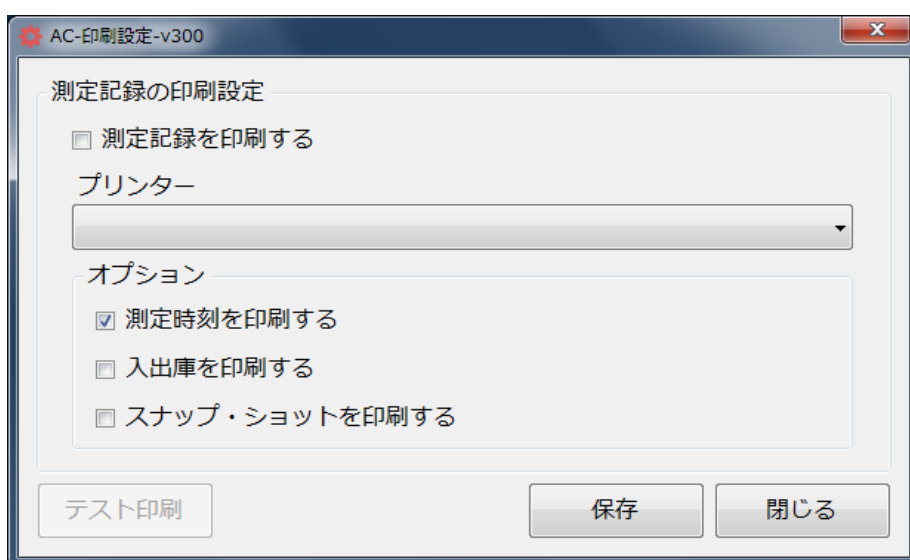 AC-印刷設定-v300
測定記録の印刷設定
測定記録を印刷する
プリンター
オプション
測定時刻を印刷する
入出庫を印刷する
スナップ・ショットを印刷する
テスト印刷
保存
閉じる